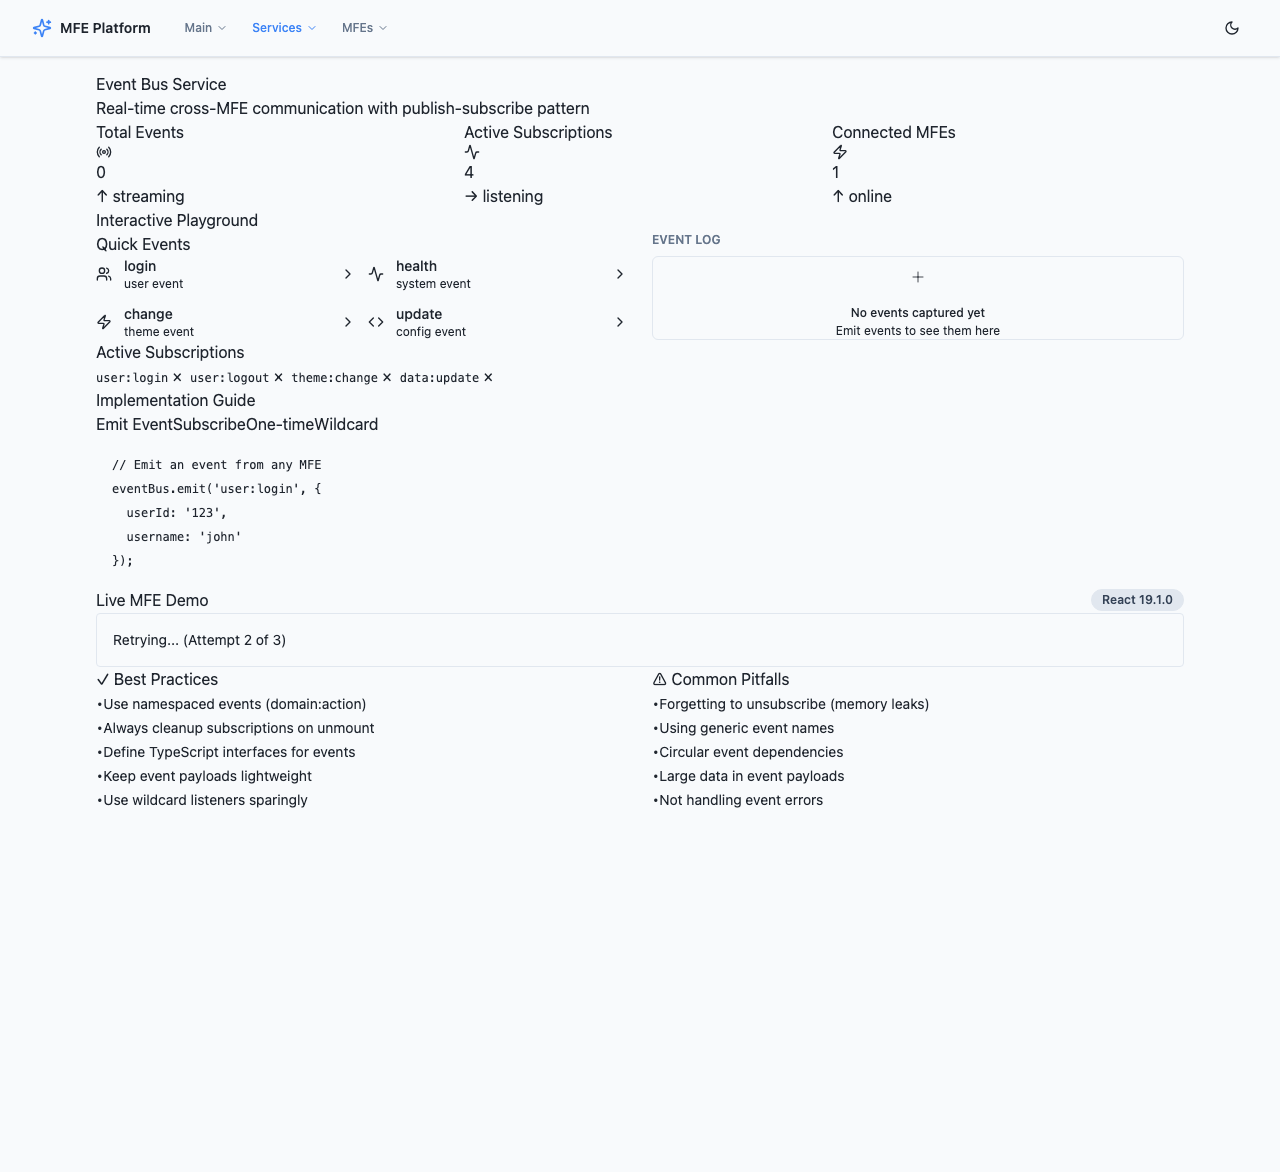 MFE Platform Main Services MFEs
Event Bus Service
Real-time cross-MFE communication with publish-subscribe pattern
Total Events
0
↑ streaming
Active Subscriptions
4
→ listening
Connected MFEs
1
↑ online
Interactive Playground
Quick Events
login
user event
health
system event
change
theme event
update
config event
EVENT LOG
No events captured yet
Emit events to see them here
Active Subscriptions
user:login × user:logout × theme:change × data:update ×
Implementation Guide
Emit EventSubscribeOne-timeWildcard
// Emit an event from any MFE
eventBus.emit('user:login', {
  userId: '123',
  username: 'john'
});
Live MFE Demo
React 19.1.0
Retrying... (Attempt 2 of 3)
✓ Best Practices
•Use namespaced events (domain:action)
•Always cleanup subscriptions on unmount
•Define TypeScript interfaces for events
•Keep event payloads lightweight
•Use wildcard listeners sparingly
⚠ Common Pitfalls
•Forgetting to unsubscribe (memory leaks)
•Using generic event names
•Circular event dependencies
•Large data in event payloads
•Not handling event errors